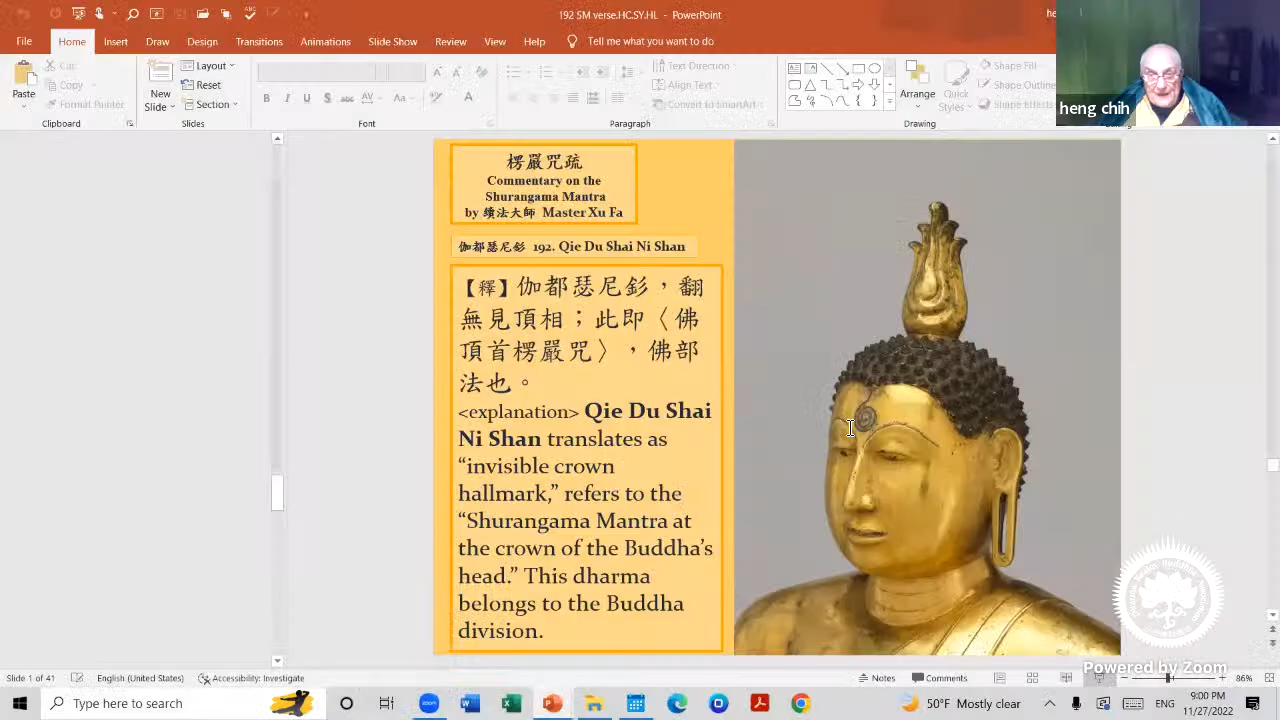 192 SM verse.HC.SY.HL - PowerPoint
he
File Home Insert Draw Design Transitions Animations Slide Show Review View Help Tell me what you want to do
Paste
Cut
Copy
Format Painter
Clipboard
New Slide
Layout
Reset
Section
Slides
Font
Paragraph
Text Direction
Align Text
Convert to SmartArt
Arrange
Quick Styles
Shape Fill
Shape Outline
Shape Effects
Drawing
heng chih
楞嚴咒疏
Commentary on the
Shurangama Mantra
by 續法大師 Master Xu Fa
伽都瑟尼釤 192. Qie Du Shai Ni Shan
【釋】伽都瑟尼釤，翻
無見頂相；此即〈佛
頂首楞嚴咒〉，佛部
法也。
<explanation> Qie Du Shai
Ni Shan translates as
“invisible crown
hallmark,” refers to the
“Shurangama Mantra at
the crown of the Buddha’s
head.” This dharma
belongs to the Buddha
division.
Powered by Zoom
Slide 1 of 41 English (United States) Accessibility: Investigate Notes Comments 86%
Type here to search
zoom
50°F Mostly clear
ENG
9:00 PM
11/27/2022